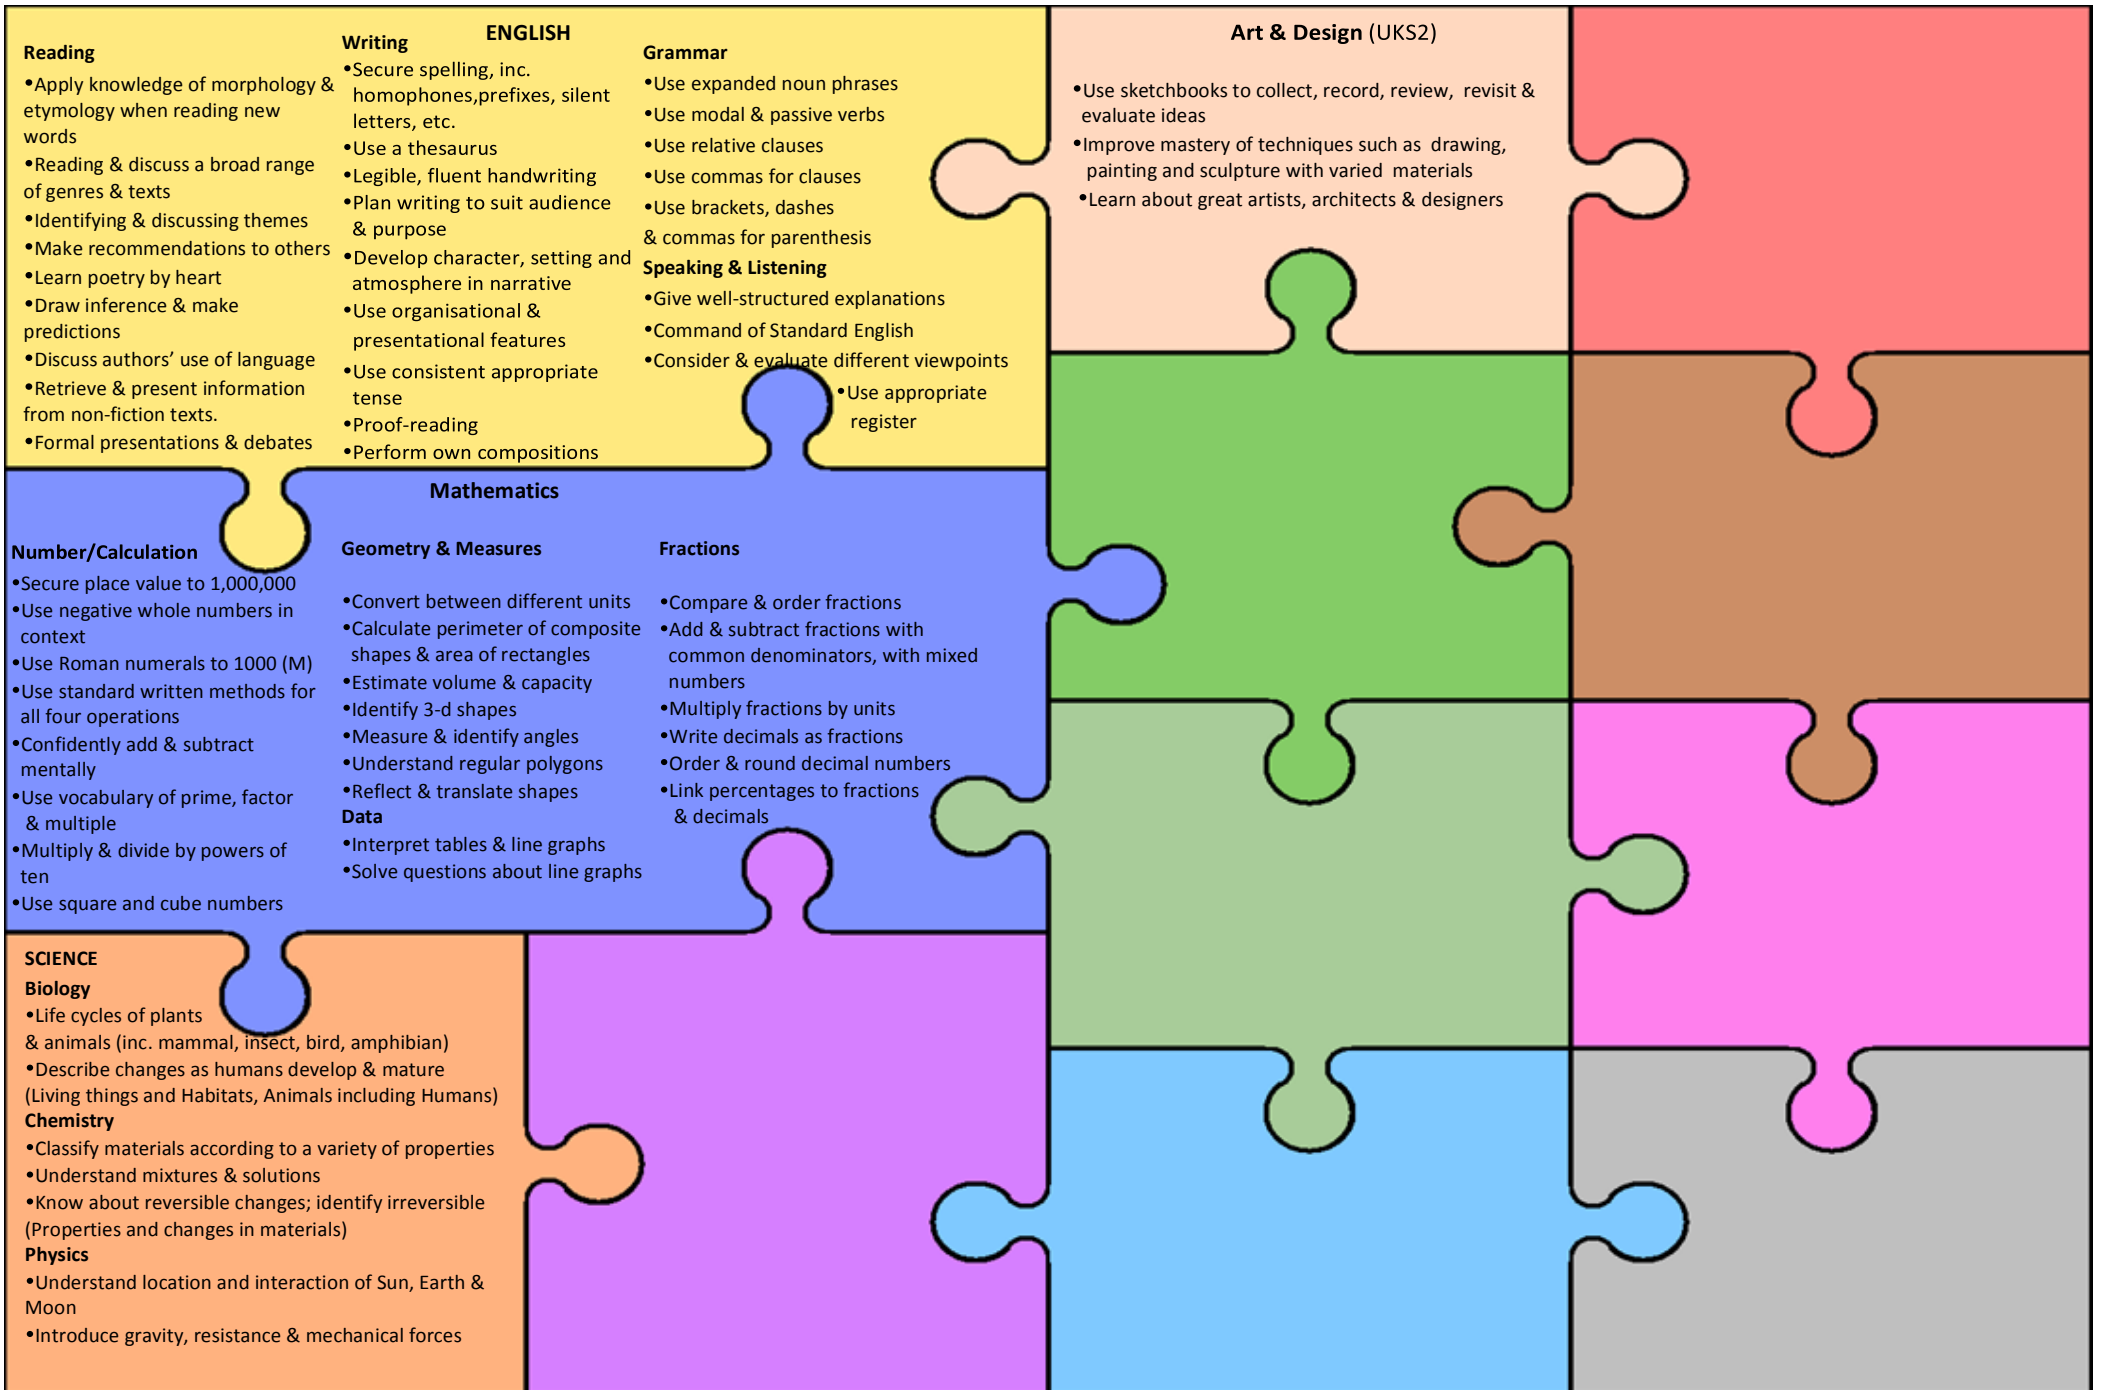 ENGLISH
Reading
•Apply knowledge of morphology &
etymology when reading new
words
•Reading & discuss a broad range
of genres & texts
•Identifying & discussing themes
•Make recommendations to others
•Learn poetry by heart
•Draw inference & make
predictions
•Discuss authors’ use of language
•Retrieve & present information
from non-fiction texts.
•Formal presentations & debates
Writing
•Secure spelling, inc.
homophones,prefixes, silent
letters, etc.
•Use a thesaurus
•Legible, fluent handwriting
•Plan writing to suit audience
& purpose
•Develop character, setting and
atmosphere in narrative
•Use organisational &
presentational features
•Use consistent appropriate
tense
•Proof-reading
•Perform own compositions
Grammar
•Use expanded noun phrases
•Use modal & passive verbs
•Use relative clauses
•Use commas for clauses
•Use brackets, dashes
& commas for parenthesis
Speaking & Listening
•Give well-structured explanations
•Command of Standard English
•Consider & evaluate different viewpoints
•Use appropriate
register
Art & Design (UKS2)
•Use sketchbooks to collect, record, review, revisit &
evaluate ideas
•Improve mastery of techniques such as drawing,
painting and sculpture with varied materials
•Learn about great artists, architects & designers
Mathematics
Number/Calculation
•Secure place value to 1,000,000
•Use negative whole numbers in
context
•Use Roman numerals to 1000 (M)
•Use standard written methods for
all four operations
•Confidently add & subtract
mentally
•Use vocabulary of prime, factor
& multiple
•Multiply & divide by powers of
ten
•Use square and cube numbers
Geometry & Measures
•Convert between different units
•Calculate perimeter of composite
shapes & area of rectangles
•Estimate volume & capacity
•Identify 3-d shapes
•Measure & identify angles
•Understand regular polygons
•Reflect & translate shapes
Data
•Interpret tables & line graphs
•Solve questions about line graphs
Fractions
•Compare & order fractions
•Add & subtract fractions with
common denominators, with mixed
numbers
•Multiply fractions by units
•Write decimals as fractions
•Order & round decimal numbers
•Link percentages to fractions
& decimals
SCIENCE
Biology
•Life cycles of plants
& animals (inc. mammal, insect, bird, amphibian)
•Describe changes as humans develop & mature
(Living things and Habitats, Animals including Humans)
Chemistry
•Classify materials according to a variety of properties
•Understand mixtures & solutions
•Know about reversible changes; identify irreversible
(Properties and changes in materials)
Physics
•Understand location and interaction of Sun, Earth &
Moon
•Introduce gravity, resistance & mechanical forces